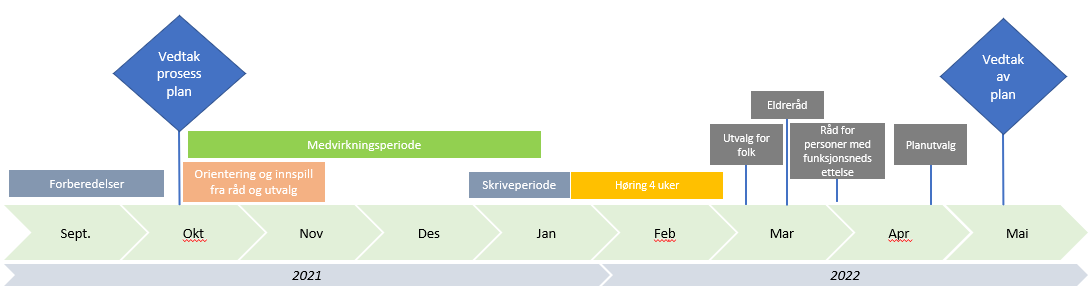 Vedtak
prosess
plan
Vedtak
av
plan
Eldreråd
Medvirkningsperiode
Utvalg for
folk
Råd for
personer med
funksjonsneds
ettelse
Planutvalg
Forberedelser
Orientering og innspill
fra råd og utvalg
Skriveperiode
Høring 4 uker
Sept.
Okt
Nov
Des
Jan
Feb
Mar
Apr
Mai
2021
2022